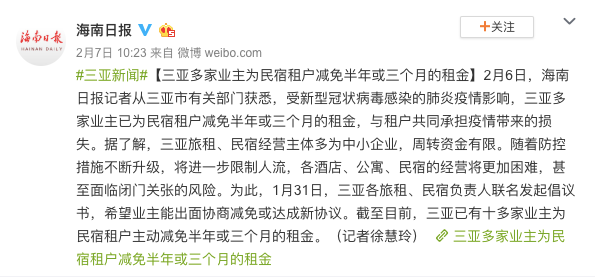 海南日报
HAINAN DAILY
海南日报
+关注
2月7日 10:23 来自 微博 weibo.com
#三亚新闻#【三亚多家业主为民宿租户减免半年或三个月的租金】2月6日，海南
日报记者从三亚市有关部门获悉，受新型冠状病毒感染的肺炎疫情影响，三亚多
家业主已为民宿租户减免半年或三个月的租金，与租户共同承担疫情带来的损
失。据了解，三亚旅租、民宿经营主体多为中小企业，周转资金有限。随着防控
措施不断升级，将进一步限制人流，各酒店、公寓、民宿的经营将更加困难，甚
至面临闭门关张的风险。为此，1月31日，三亚各旅租、民宿负责人联名发起倡议
书，希望业主能出面协商减免或达成新协议。截至目前，三亚已有十多家业主为
民宿租户主动减免半年或三个月的租金。（记者徐慧玲） 三亚多家业主为民
宿租户减免半年或三个月的租金